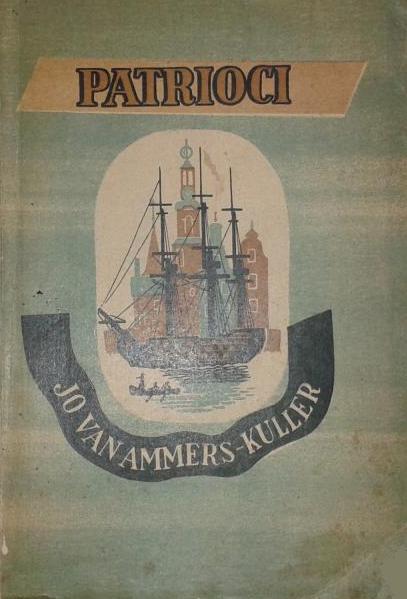 PATRIOCI
JO VAN AMMERS-KULLER